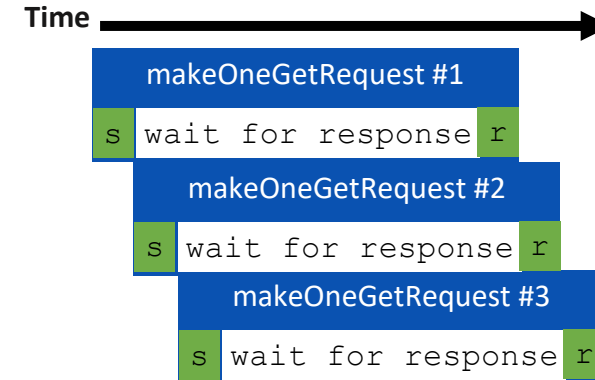 Time
makeOneGetRequest #1
s wait for response r
makeOneGetRequest #2
s wait for response r
makeOneGetRequest #3
s wait for response r